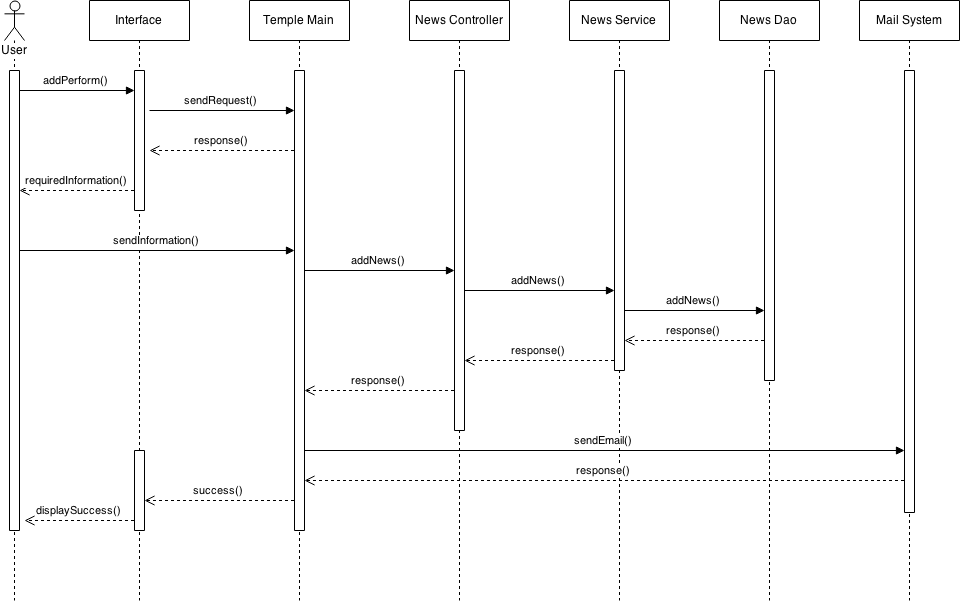 Interface
Temple Main
News Controller
News Service
News Dao
Mail System
User
addPerform()
sendRequest()
response()
requiredInformation()
sendInformation()
addNews()
addNews()
addNews()
response()
response()
response()
sendEmail()
response()
success()
displaySuccess()